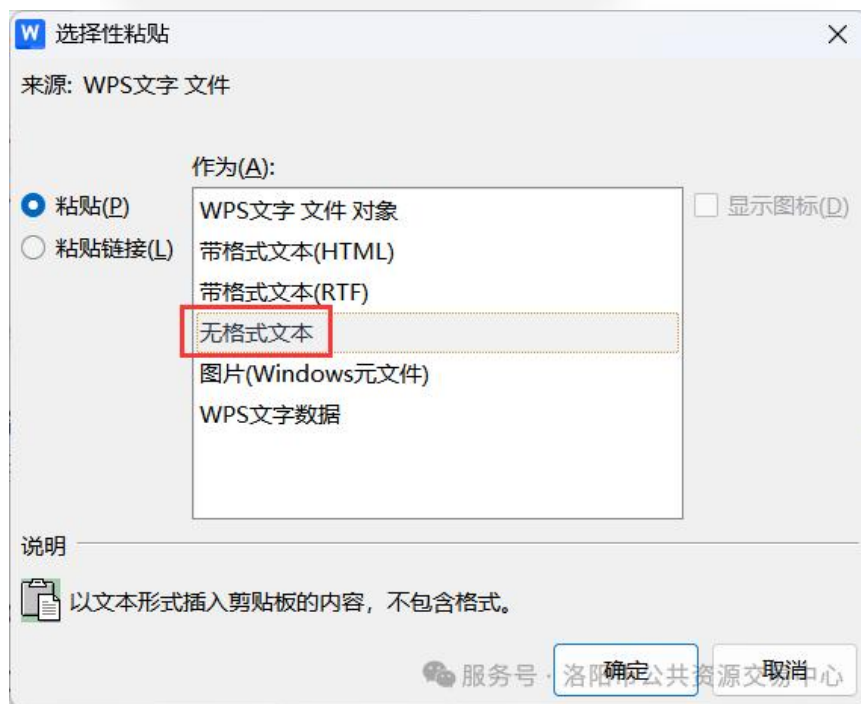 W 选择性粘贴
来源: WPS文字 文件
作为(A):
粘贴(P)
粘贴链接(L)
WPS文字 文件 对象
带格式文本(HTML)
带格式文本(RTF)
无格式文本
图片(Windows元文件)
WPS文字数据
显示图标(D)
说明
以文本形式插入剪贴板的内容，不包含格式。
确定
取消
服务号 · 洛阳市公共资源交易中心